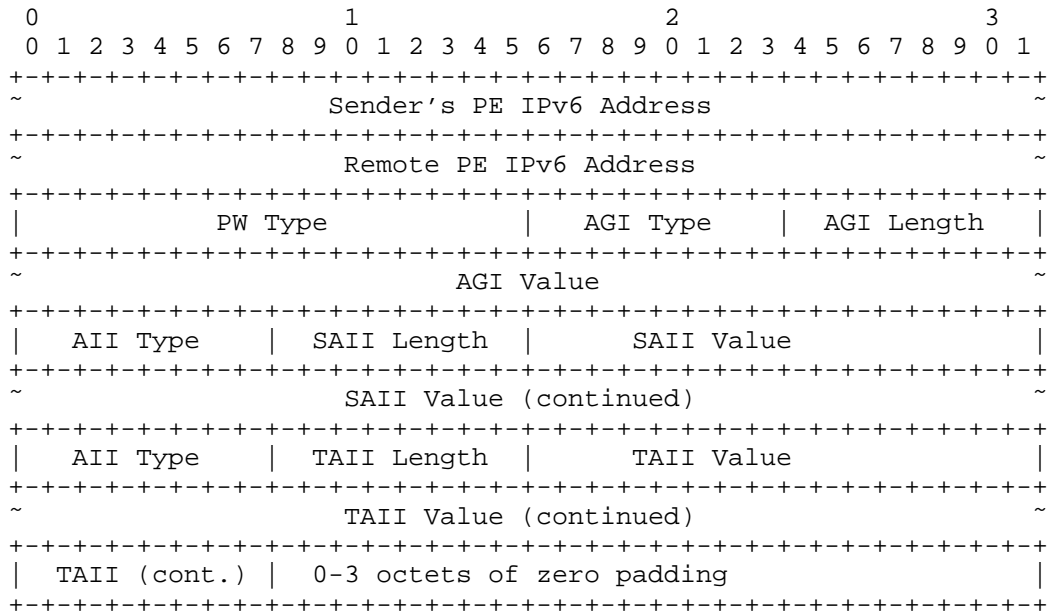 0                   1                   2                   3
 0 1 2 3 4 5 6 7 8 9 0 1 2 3 4 5 6 7 8 9 0 1 2 3 4 5 6 7 8 9 0 1
+-+-+-+-+-+-+-+-+-+-+-+-+-+-+-+-+-+-+-+-+-+-+-+-+-+-+-+-+-+-+-+-+
~                   Sender's PE IPv6 Address                    ~
+-+-+-+-+-+-+-+-+-+-+-+-+-+-+-+-+-+-+-+-+-+-+-+-+-+-+-+-+-+-+-+-+
~                    Remote PE IPv6 Address                     ~
+-+-+-+-+-+-+-+-+-+-+-+-+-+-+-+-+-+-+-+-+-+-+-+-+-+-+-+-+-+-+-+-+
|            PW Type            |   AGI Type    |  AGI Length   |
+-+-+-+-+-+-+-+-+-+-+-+-+-+-+-+-+-+-+-+-+-+-+-+-+-+-+-+-+-+-+-+-+
~                           AGI Value                           ~
+-+-+-+-+-+-+-+-+-+-+-+-+-+-+-+-+-+-+-+-+-+-+-+-+-+-+-+-+-+-+-+-+
|   AII Type    |  SAII Length  |      SAII Value               |
+-+-+-+-+-+-+-+-+-+-+-+-+-+-+-+-+-+-+-+-+-+-+-+-+-+-+-+-+-+-+-+-+
~                    SAII Value (continued)                     ~
+-+-+-+-+-+-+-+-+-+-+-+-+-+-+-+-+-+-+-+-+-+-+-+-+-+-+-+-+-+-+-+-+
|   AII Type    |  TAII Length  |      TAII Value               |
+-+-+-+-+-+-+-+-+-+-+-+-+-+-+-+-+-+-+-+-+-+-+-+-+-+-+-+-+-+-+-+-+
~                    TAII Value (continued)                     ~
+-+-+-+-+-+-+-+-+-+-+-+-+-+-+-+-+-+-+-+-+-+-+-+-+-+-+-+-+-+-+-+-+
|  TAII (cont.) |  0-3 octets of zero padding                   |
+-+-+-+-+-+-+-+-+-+-+-+-+-+-+-+-+-+-+-+-+-+-+-+-+-+-+-+-+-+-+-+-+